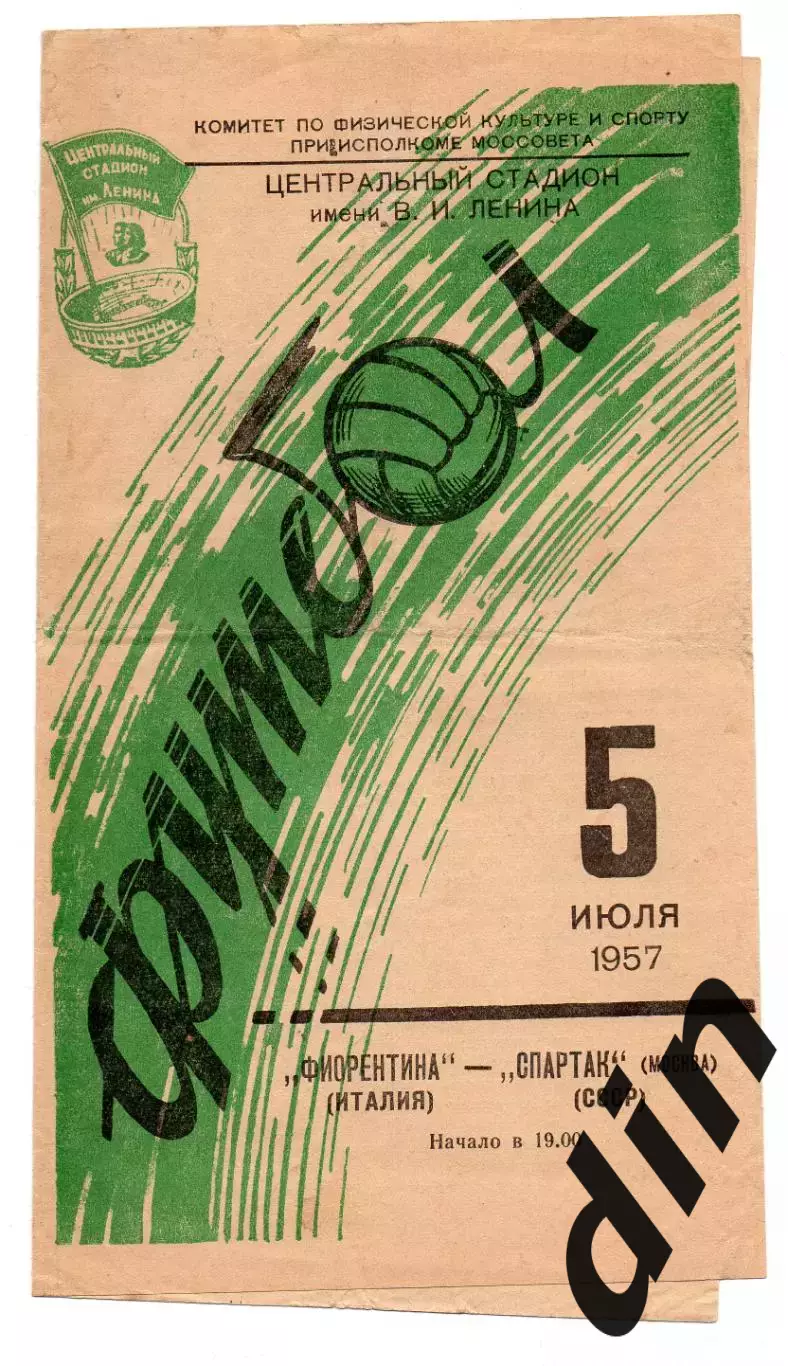 КОМИТЕТ ПО ФИЗИЧЕСКОЙ КУЛЬТУРЕ И СПОРТУ
ПРИ ИСПОЛКОМЕ МОССОВЕТА
ЦЕНТРАЛЬНЫЙ СТАДИОН
имени В. И. ЛЕНИНА
ЦЕНТРАЛЬНЫЙ
СТАДИОН
им. ЛЕНИНА
футбол
5
ИЮЛЯ
1957
„ФИОРЕНТИНА“ — „СПАРТАК“ (МОСКВА)
(ИТАЛИЯ) (СССР)
Начало в 19.00
din